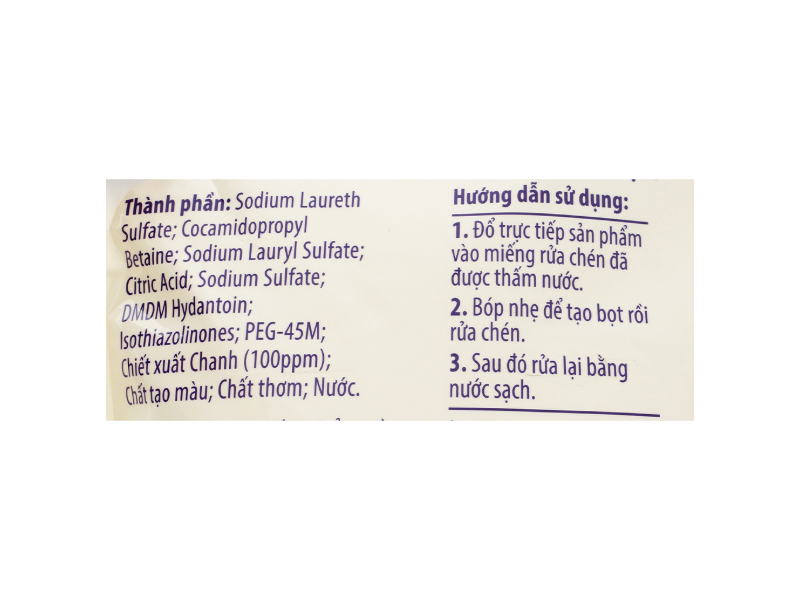 Thành phần: Sodium Laureth
Sulfate; Cocamidopropyl
Betaine; Sodium Lauryl Sulfate;
Citric Acid; Sodium Sulfate;
DMDM Hydantoin;
Isothiazolinones; PEG-45M;
Chiết xuất Chanh (100ppm);
Chất tạo màu; Chất thơm; Nước.
Hướng dẫn sử dụng:
1. Đổ trực tiếp sản phẩm
vào miếng rửa chén đã
được thấm nước.
2. Bóp nhẹ để tạo bọt rồi
rửa chén.
3. Sau đó rửa lại bằng
nước sạch.